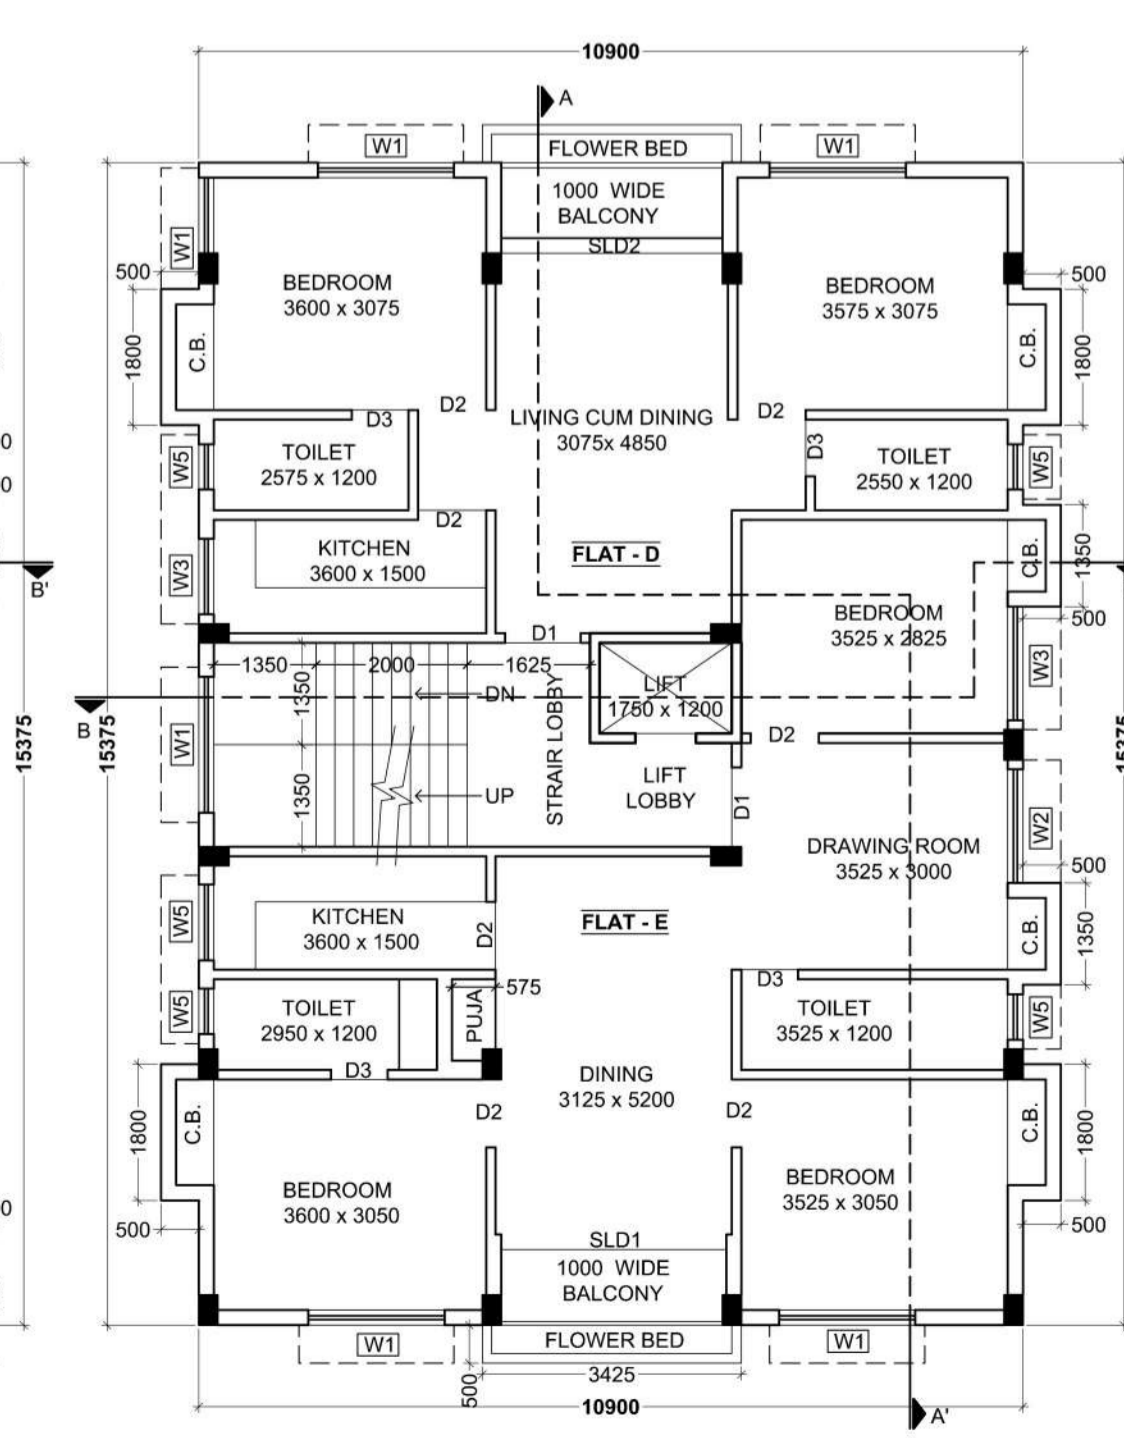 10900
A
W1
FLOWER BED
W1
1000 WIDE
BALCONY
SLD2
W1
500
500
BEDROOM
3600 x 3075
BEDROOM
3575 x 3075
C.B.
1800
C.B.
1800
D2
D3
LIVING CUM DINING
3075x 4850
D2
D3
0
TOILET
2575 x 1200
W5
TOILET
2550 x 1200
W5
0
D2
KITCHEN
3600 x 1500
W3
FLAT - D
C.B.
1350
B'
BEDROOM
3525 x 2825
500
D1
1350
2000
1625
1350
DN
STRAIR LOBBY
LIFT
1750 x 1200
W3
B
15375
15375
W1
D2
15375
1350
UP
LIFT
LOBBY
D1
W2
DRAWING ROOM
3525 x 3000
500
KITCHEN
3600 x 1500
W5
D2
FLAT - E
C.B.
1350
D3
575
PUJA
TOILET
2950 x 1200
W5
TOILET
3525 x 1200
W5
D3
DINING
3125 x 5200
D2
D2
C.B.
1800
C.B.
1800
BEDROOM
3600 x 3050
BEDROOM
3525 x 3050
0
500
500
SLD1
1000 WIDE
BALCONY
W1
FLOWER BED
W1
3425
500
10900
A'